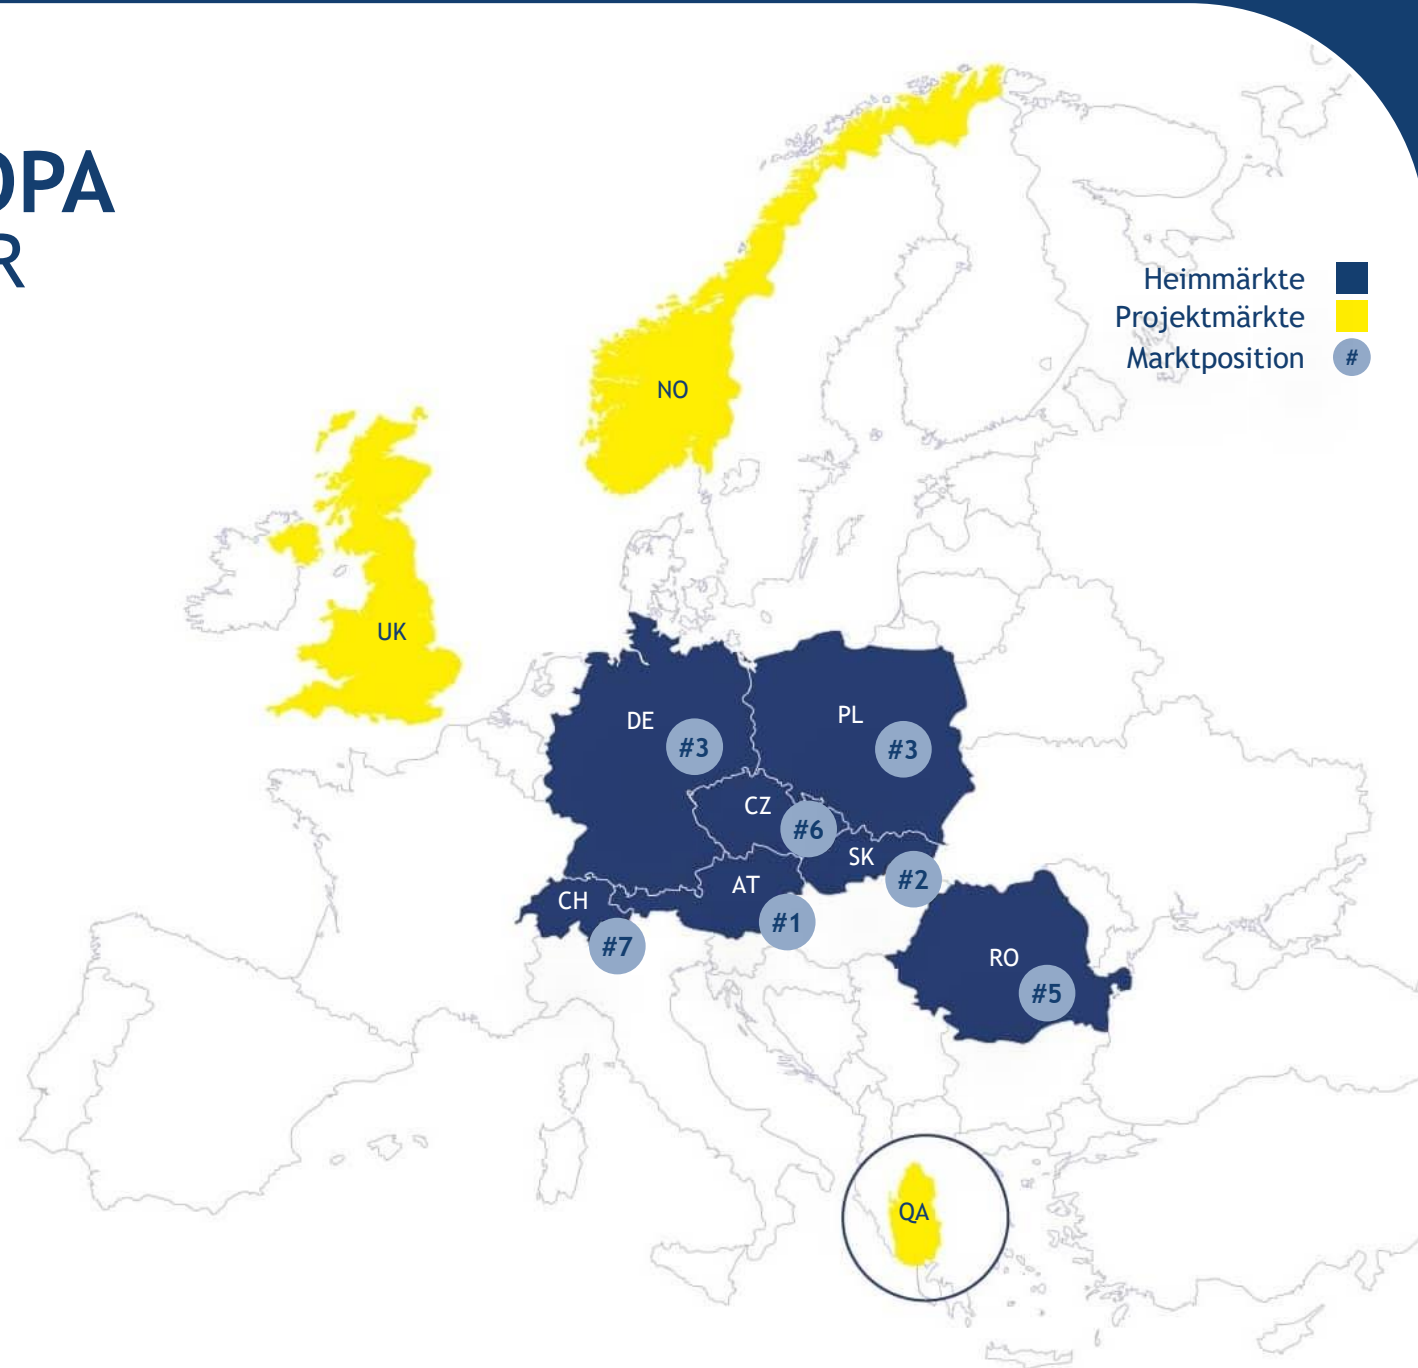 OPA
R
Heimmärkte
Projektmärkte
Marktposition #
NO
UK
DE
#3
PL
#3
CZ
#6
SK
#2
AT
#1
CH
#7
RO
#5
QA